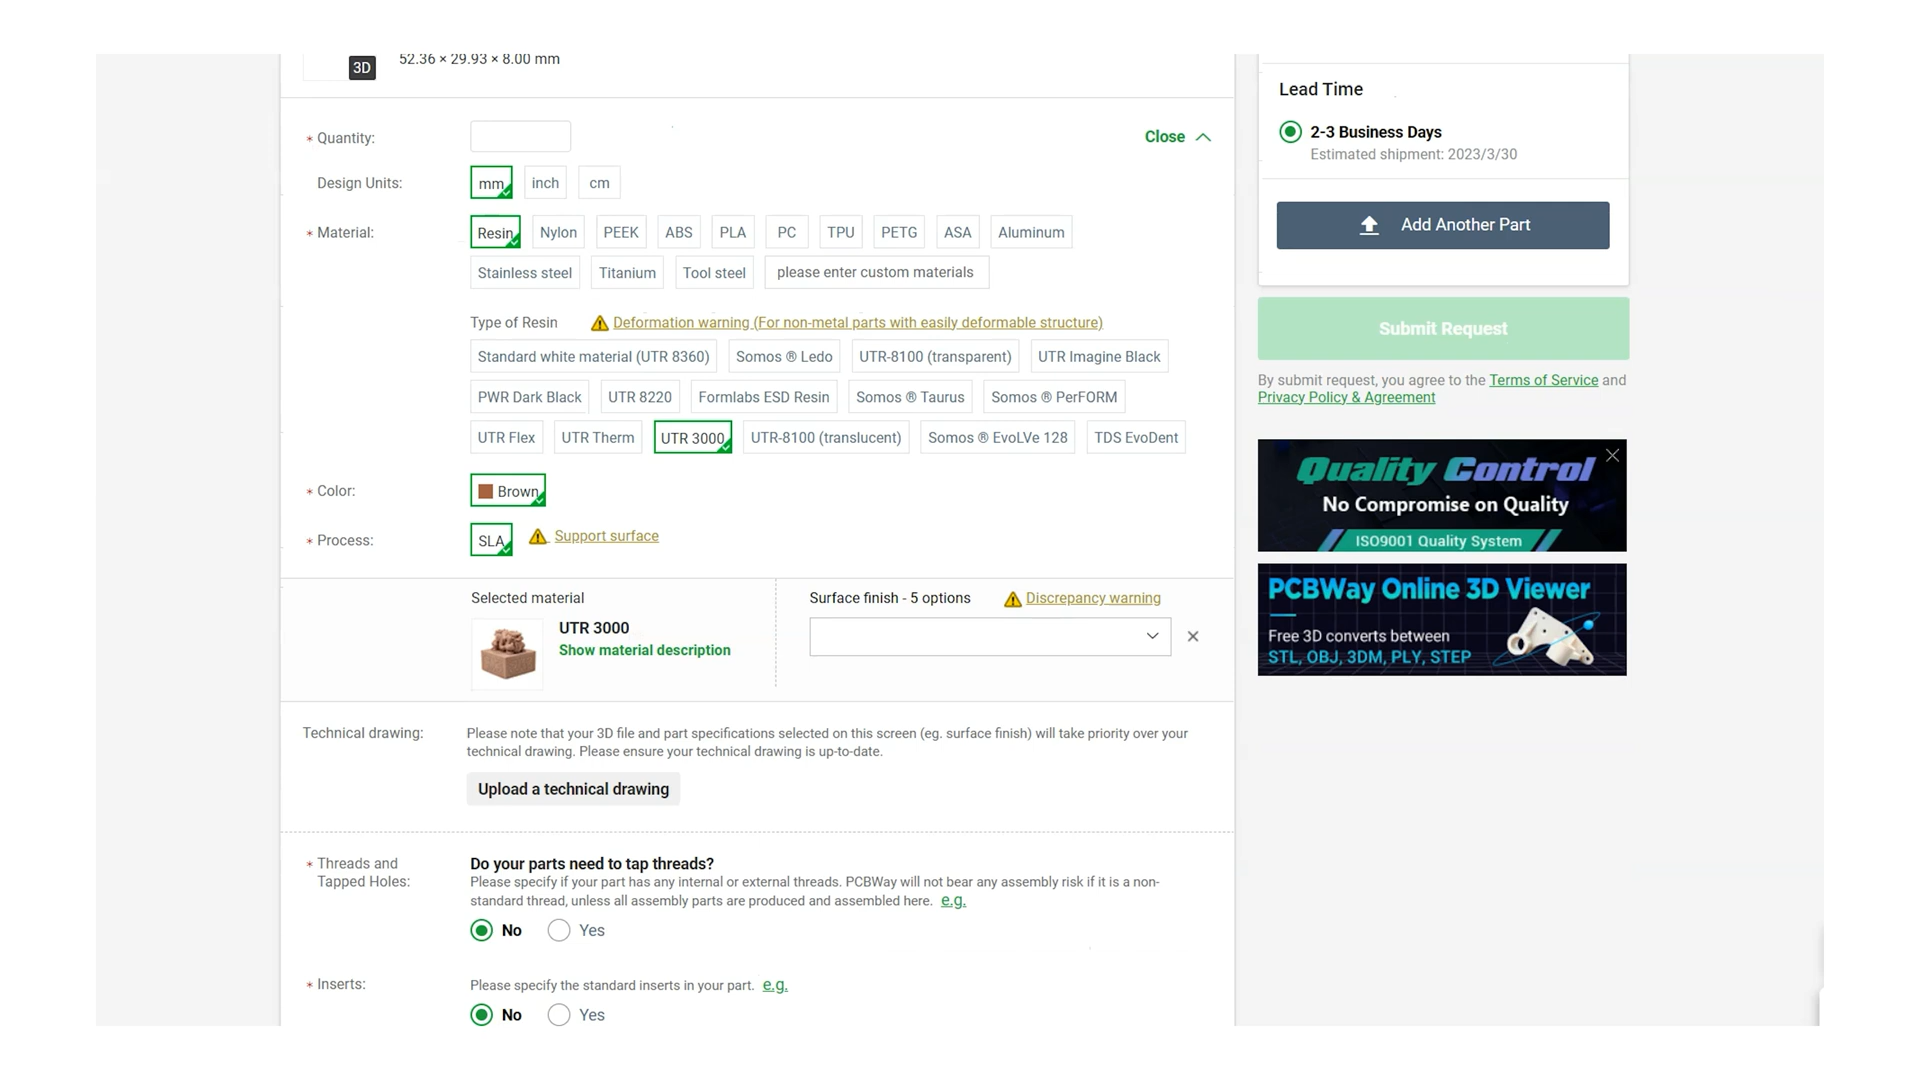 3D
52.36 × 29.93 × 8.00 mm
* Quantity:
Close
Design Units:
mm
inch
cm
* Material:
Resin
Nylon
PEEK
ABS
PLA
PC
TPU
PETG
ASA
Aluminum
Stainless steel
Titanium
Tool steel
please enter custom materials
Type of Resin
Deformation warning (For non-metal parts with easily deformable structure)
Standard white material (UTR 8360)
Somos ® Ledo
UTR-8100 (transparent)
UTR Imagine Black
PWR Dark Black
UTR 8220
Formlabs ESD Resin
Somos ® Taurus
Somos ® PerFORM
UTR Flex
UTR Therm
UTR 3000
UTR-8100 (translucent)
Somos ® EvoLVe 128
TDS EvoDent
* Color:
Brown
* Process:
SLA
Support surface
Selected material
UTR 3000
Show material description
Surface finish - 5 options
Discrepancy warning
Technical drawing:
Please note that your 3D file and part specifications selected on this screen (eg. surface finish) will take priority over your
technical drawing. Please ensure your technical drawing is up-to-date.
Upload a technical drawing
* Threads and
Tapped Holes:
Do your parts need to tap threads?
Please specify if your part has any internal or external threads. PCBWay will not bear any assembly risk if it is a non-
standard thread, unless all assembly parts are produced and assembled here. e.g.
No
Yes
* Inserts:
Please specify the standard inserts in your part. e.g.
No
Yes
Lead Time
2-3 Business Days
Estimated shipment: 2023/3/30
Add Another Part
Submit Request
By submit request, you agree to the Terms of Service and
Privacy Policy & Agreement
Quality Control
No Compromise on Quality
ISO9001 Quality System
PCBWay Online 3D Viewer
Free 3D converts between
STL, OBJ, 3DM, PLY, STEP